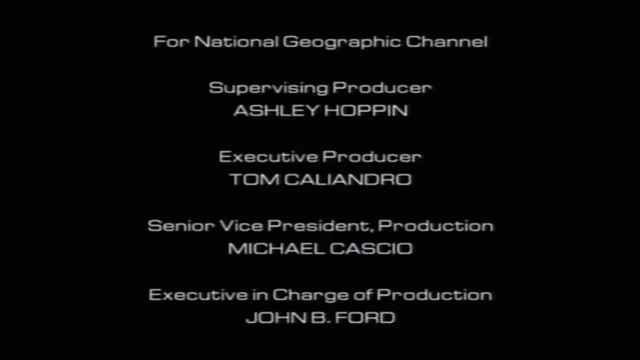 For National Geographic Channel
Supervising Producer
ASHLEY HOPPIN
Executive Producer
TOM CALIANDRO
Senior Vice President, Production
MICHAEL CASCIO
Executive in Charge of Production
JOHN B. FORD